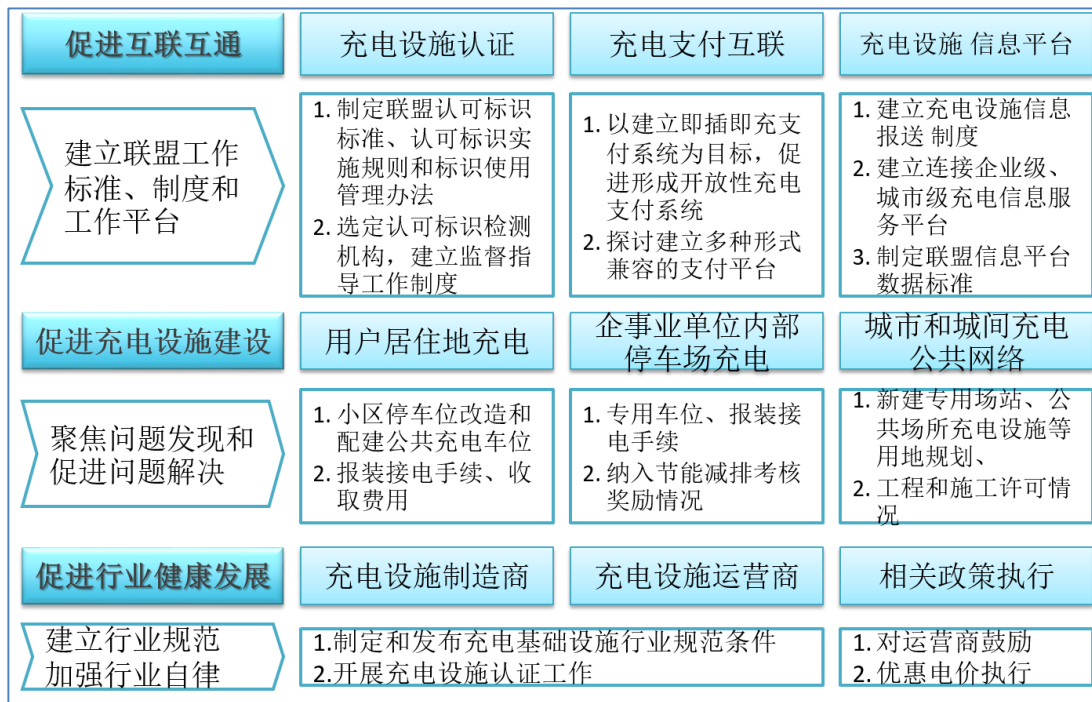 促进互联互通
充电设施认证
充电支付互联
充电设施 信息平台
建立联盟工作
标准、制度和
工作平台
1. 制定联盟认可标识
标准、认可标识实
施规则和标识使用
管理办法
2. 选定认可标识检测
机构，建立监督指
导工作制度
1. 以建立即插即充支
付系统为目标，促
进形成开放性充电
支付系统
2. 探讨建立多种形式
兼容的支付平台
1. 建立充电设施信息
报送 制度
2. 建立连接企业级、
城市级充电信息服
务平台
3. 制定联盟信息平台
数据标准
促进充电设施建设
用户居住地充电
企事业单位内部
停车场充电
城市和城间充电
公共网络
聚焦问题发现和
促进问题解决
1. 小区停车位改造和
配建公共充电车位
2. 报装接电手续、收
取费用
1. 专用车位、报装接
电手续
2. 纳入节能减排考核
奖励情况
1. 新建专用场站、公
共场所充电设施等
用地规划、
2. 工程和施工许可情
况
促进行业健康发展
充电设施制造商
充电设施运营商
相关政策执行
建立行业规范
加强行业自律
1.制定和发布充电基础设施行业规范条件
2.开展充电设施认证工作
1. 对运营商鼓励
2. 优惠电价执行